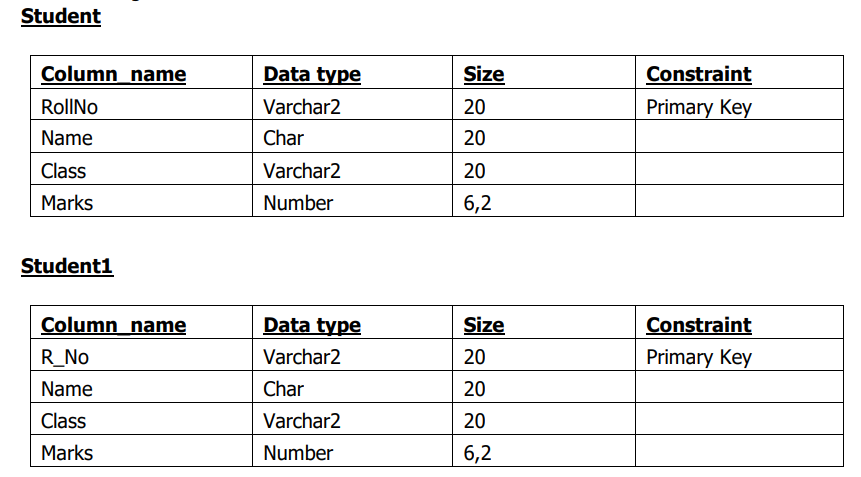 Student
Column_name Data type Size Constraint
RollNo Varchar2 20 Primary Key
Name Char 20
Class Varchar2 20
Marks Number 6,2
Student1
Column_name Data type Size Constraint
R_No Varchar2 20 Primary Key
Name Char 20
Class Varchar2 20
Marks Number 6,2